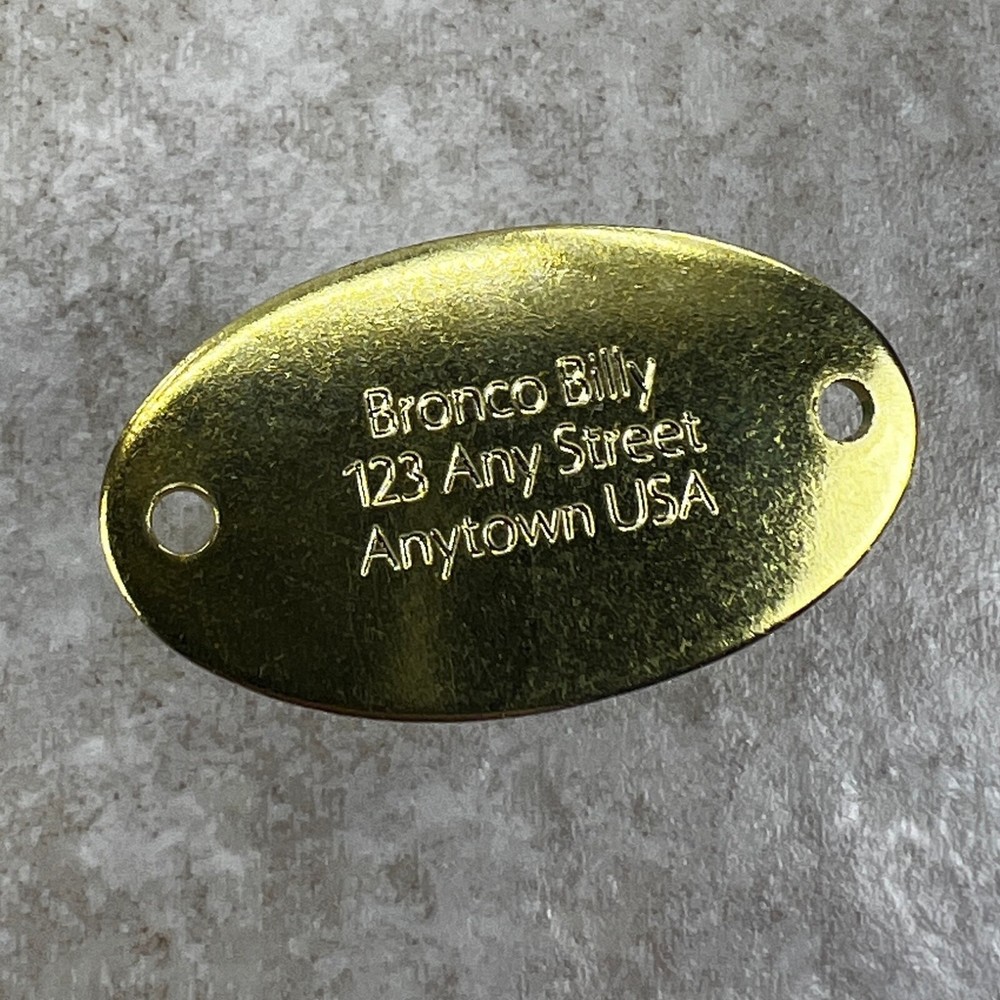 Bronco Billy
123 Any Street
Anytown USA